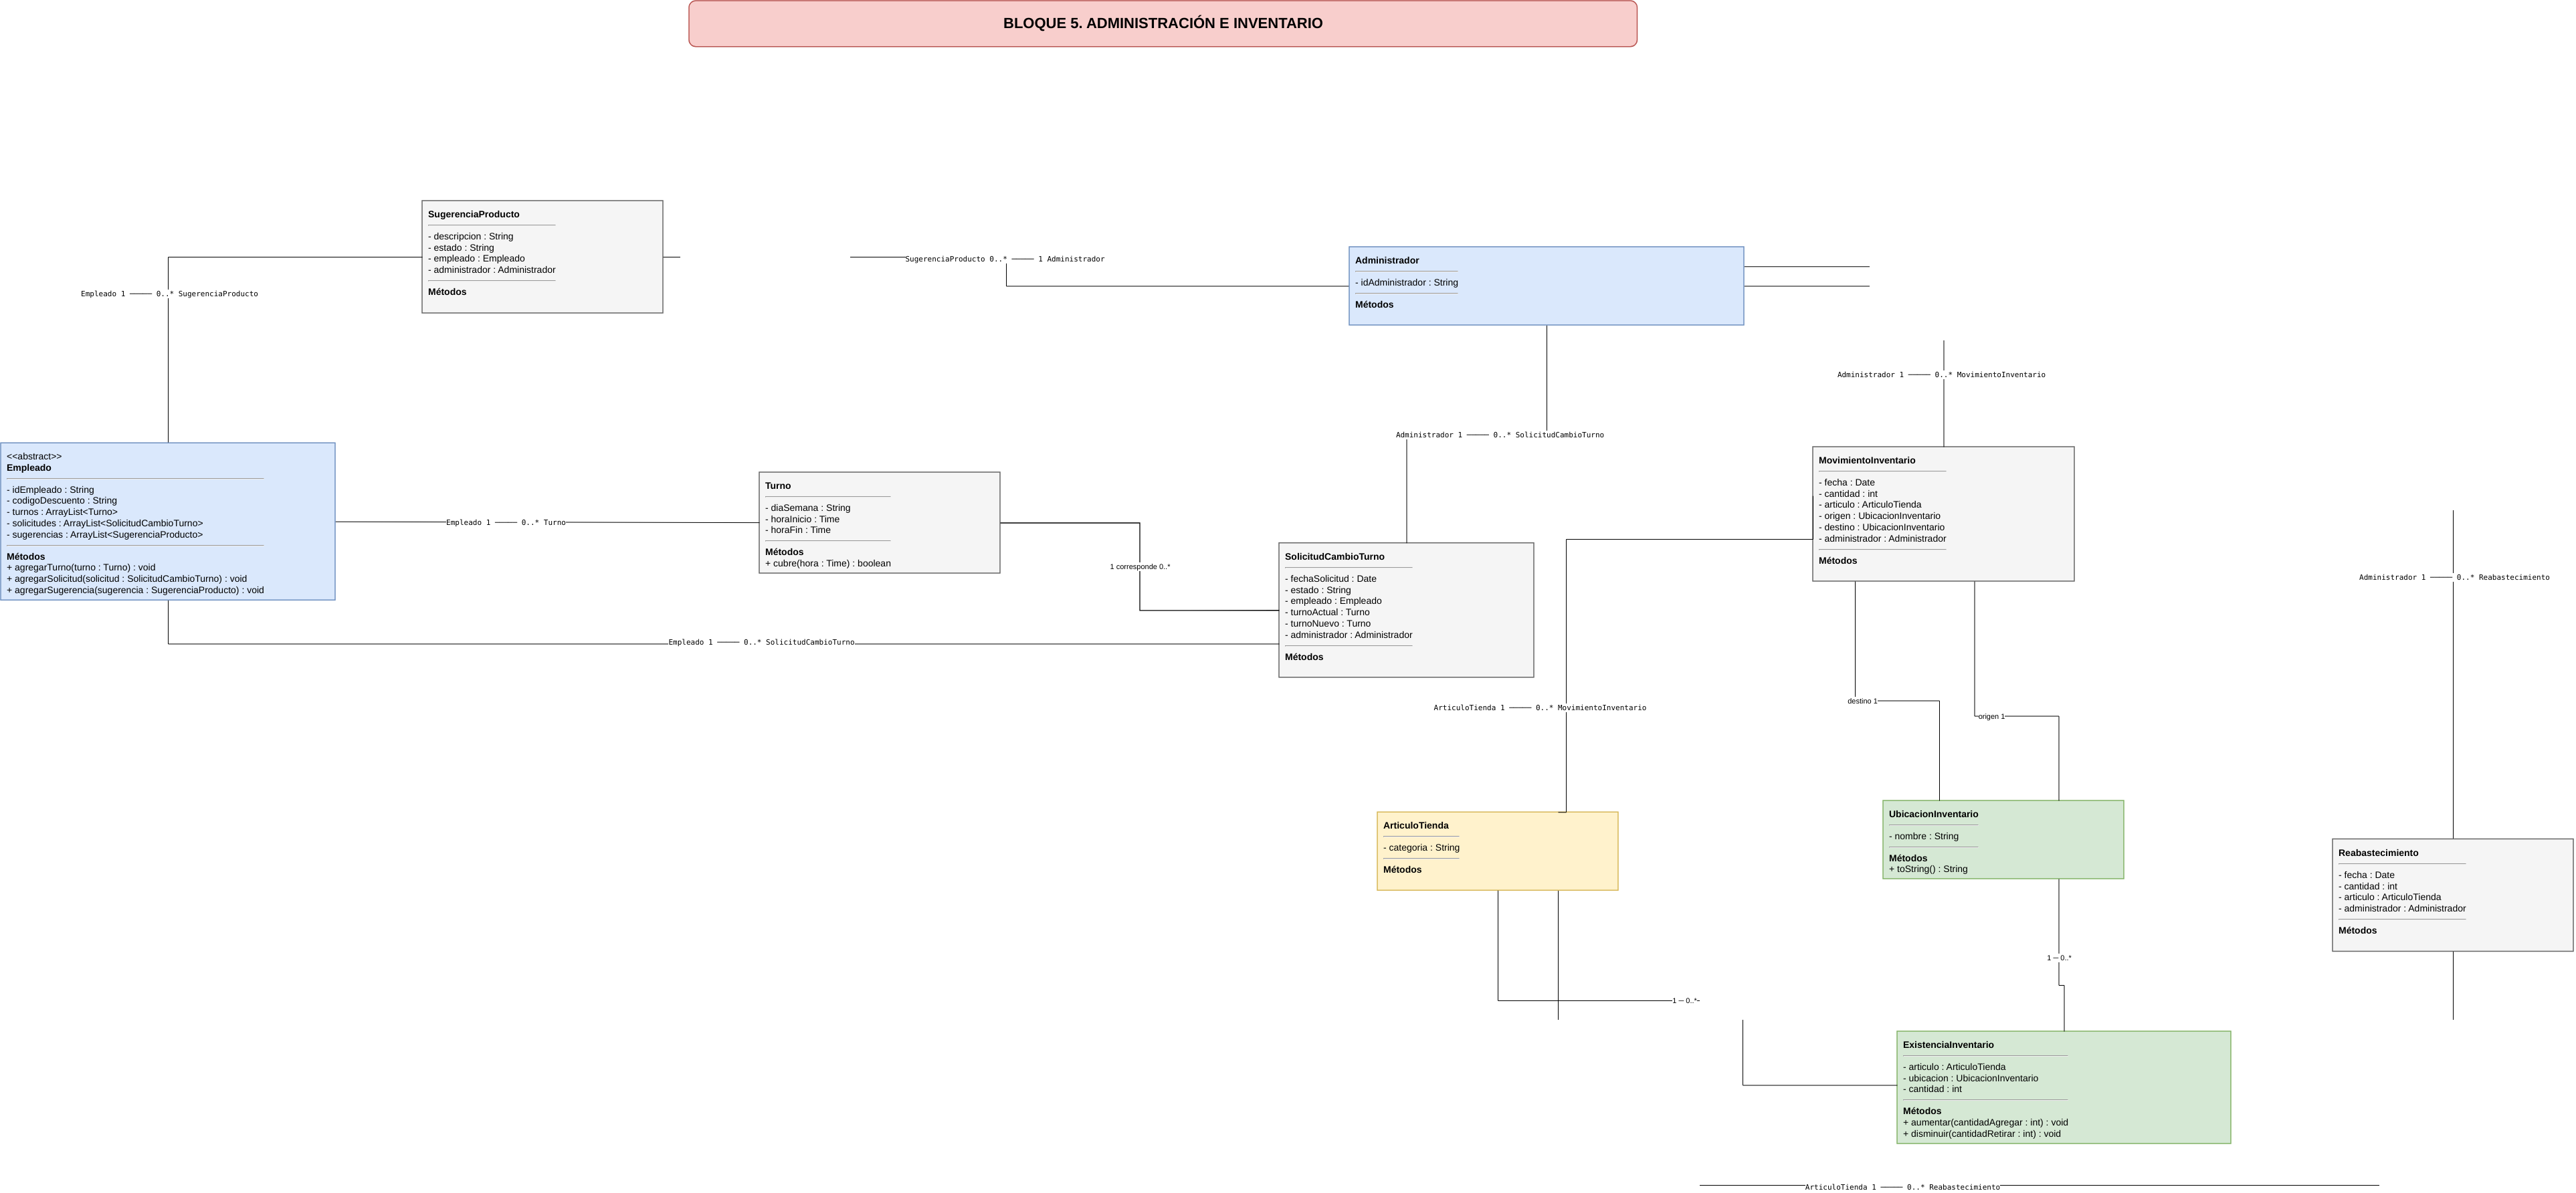 BLOQUE 5. ADMINISTRACIÓN E INVENTARIO
SugerenciaProducto
- descripcion : String
- estado : String
- empleado : Empleado
- administrador : Administrador
Métodos
SugerenciaProducto 0..* ─── 1 Administrador
Administrador
- idAdministrador : String
Métodos
Empleado 1 ─── 0..* SugerenciaProducto
Administrador 1 ─── 0..* MovimientoInventario
Administrador 1 ─── 0..* SolicitudCambioTurno
<<abstract>>
Empleado
- idEmpleado : String
- codigoDescuento : String
- turnos : ArrayList<Turno>
- solicitudes : ArrayList<SolicitudCambioTurno>
- sugerencias : ArrayList<SugerenciaProducto>
Métodos
+ agregarTurno(turno : Turno) : void
+ agregarSolicitud(solicitud : SolicitudCambioTurno) : void
+ agregarSugerencia(sugerencia : SugerenciaProducto) : void
Empleado 1 ─── 0..* Turno
Turno
- diaSemana : String
- horaInicio : Time
- horaFin : Time
Métodos
+ cubre(hora : Time) : boolean
1 corresponde 0..*
SolicitudCambioTurno
- fechaSolicitud : Date
- estado : String
- empleado : Empleado
- turnoActual : Turno
- turnoNuevo : Turno
- administrador : Administrador
Métodos
MovimientoInventario
- fecha : Date
- cantidad : int
- articulo : ArticuloTienda
- origen : UbicacionInventario
- destino : UbicacionInventario
- administrador : Administrador
Métodos
Administrador 1 ─── 0..* Reabastecimiento
Empleado 1 ─── 0..* SolicitudCambioTurno
ArticuloTienda 1 ─── 0..* MovimientoInventario
destino 1
origen 1
ArticuloTienda
- categoria : String
Métodos
UbicacionInventario
- nombre : String
Métodos
+ toString() : String
Reabastecimiento
- fecha : Date
- cantidad : int
- articulo : ArticuloTienda
- administrador : Administrador
Métodos
1 — 0..*
1 — 0..*
ExistenciaInventario
- articulo : ArticuloTienda
- ubicacion : UbicacionInventario
- cantidad : int
Métodos
+ aumentar(cantidadAgregar : int) : void
+ disminuir(cantidadRetirar : int) : void
ArticuloTienda 1 ─── 0..* Reabastecimiento